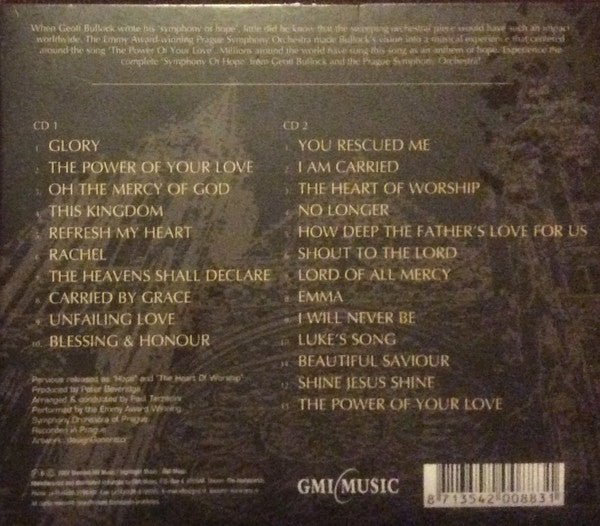 When Geoff Bullock wrote his 'symphony of hope', little did he know that the sweeping orchestral piece would have such an impact
worldwide. The Emmy Award-winning Prague Symphony Orchestra made Bullock's vision into a musical experience that centered
around the song 'The Power Of Your Love'. Millions around the world have sung this song as an anthem of hope. Experience the
complete 'Symphony Of Hope' from Geoff Bullock and the Prague Symphony Orchestra!
CD 1
1. GLORY
2. THE POWER OF YOUR LOVE
3. OH THE MERCY OF GOD
4. THIS KINGDOM
5. REFRESH MY HEART
6. RACHEL
THE HEAVENS SHALL DECLARE
8. CARRIED BY GRACE
9. UNFAILING LOVE
10. BLESSING & HONOUR
CD 2
1. YOU RESCUED ME
2. I AM CARRIED
3. THE HEART OF WORSHIP
4. NO LONGER
5. HOW DEEP THE FATHER'S LOVE FOR US
6. SHOUT TO THE LORD
7. LORD OF ALL MERCY
8. EMMA
9. I WILL NEVER BE
10. LUKE'S SONG
11. BEAUTIFUL SAVIOUR
12. SHINE JESUS SHINE
13. THE POWER OF YOUR LOVE
released as "Hope" and "The Heart Of Worship"
Produced by Peter Beveridge
Arranged & conducted by Paul Terracini
Performed by the Emmy Award Winning
Symphony Orchestra of Prague
Recorded in Prague
Artwork: designGenerator
GMI MUSIC
8 713542 008831